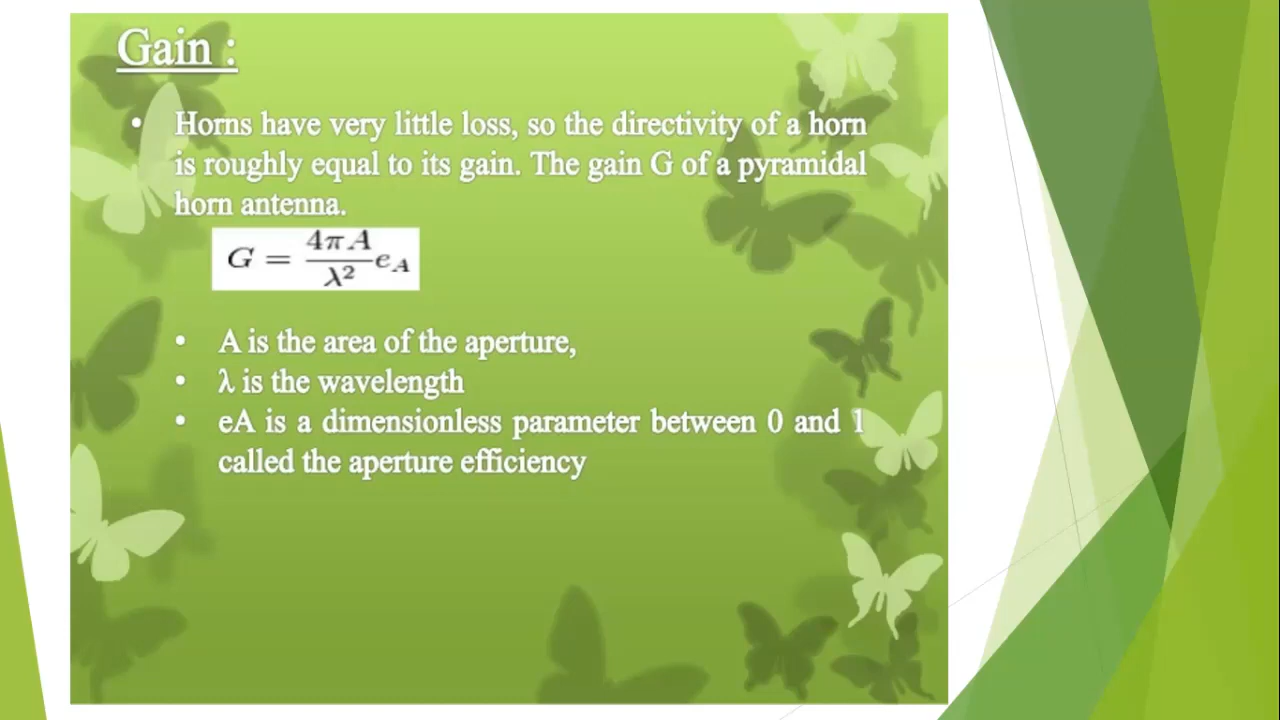 Gain :
• Horns have very little loss, so the directivity of a horn
is roughly equal to its gain. The gain G of a pyramidal
horn antenna.
G = 4πA/λ² e_A
• A is the area of the aperture,
• λ is the wavelength
• eA is a dimensionless parameter between 0 and 1
called the aperture efficiency